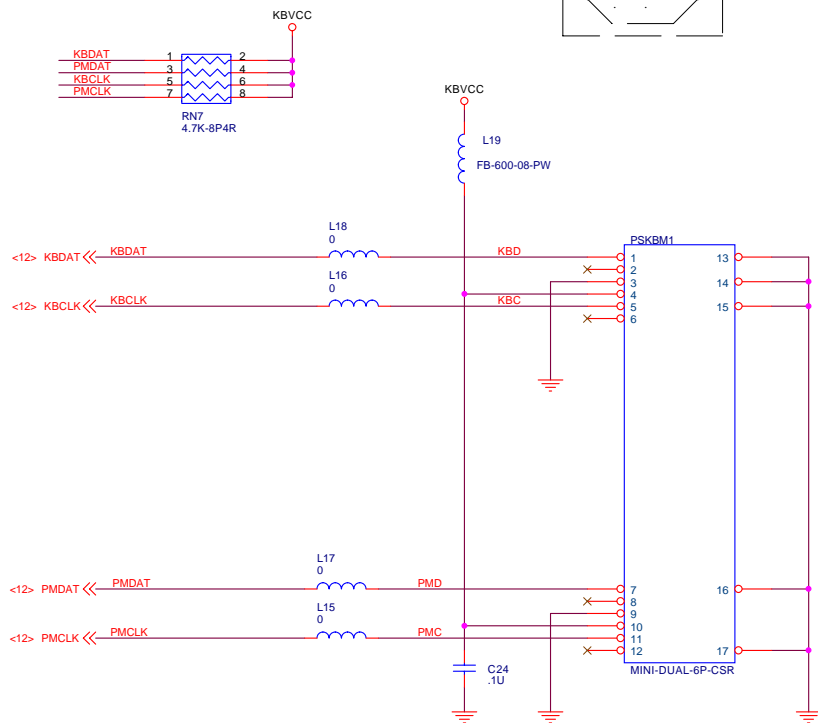 KBVCC
KBDAT 1 2
PMDAT 3 4
KBCLK 5 6
PMCLK 7 8
RN7
4.7K-8P4R
KBVCC
L19
FB-600-08-PW
L18
0
PSKBM1
<12> KBDAT KBDAT KBD 1 13
2
L16
0
3 14
4
<12> KBCLK KBCLK KBC 5 15
6
L17
0
<12> PMDAT PMDAT PMD 7 16
8
L15
0
9
10
<12> PMCLK PMCLK PMC 11
12 17
C24
.1U
MINI-DUAL-6P-CSR